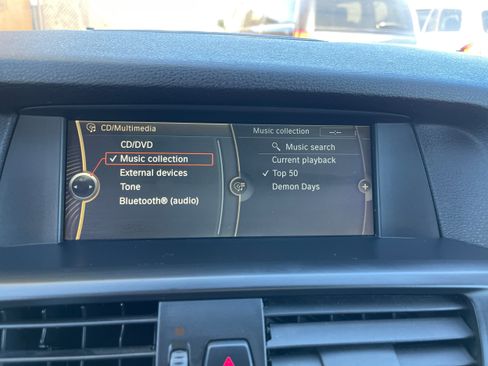 CD/Multimedia
CD/DVD
✓ Music collection
External devices
Tone
Bluetooth® (audio)
Music collection --:--
Music search
Current playback
✓ Top 50
Demon Days